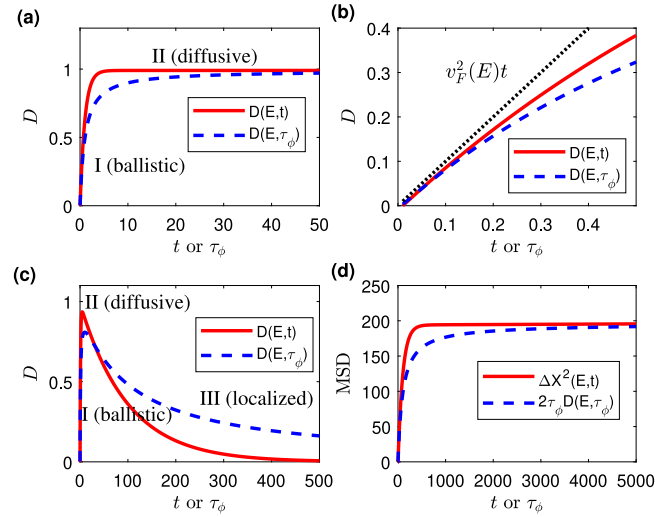 (a)
II (diffusive)
D(E,t)
D(E,τ_ϕ)
I (ballistic)
D
1
0.5
0
0 10 20 30 40 50
t or τ_ϕ
(b)
v_F^2(E)t
D(E,t)
D(E,τ_ϕ)
D
0.4
0.3
0.2
0.1
0
0 0.1 0.2 0.3 0.4 0.5
t or τ_ϕ
(c)
II (diffusive)
D(E,t)
D(E,τ_ϕ)
III (localized)
I (ballistic)
D
1
0.5
0
0 100 200 300 400 500
t or τ_ϕ
(d)
MSD
250
200
150
100
50
0
ΔX²(E,t)
2τ_ϕD(E,τ_ϕ)
0 1000 2000 3000 4000 5000
t or τ_ϕ